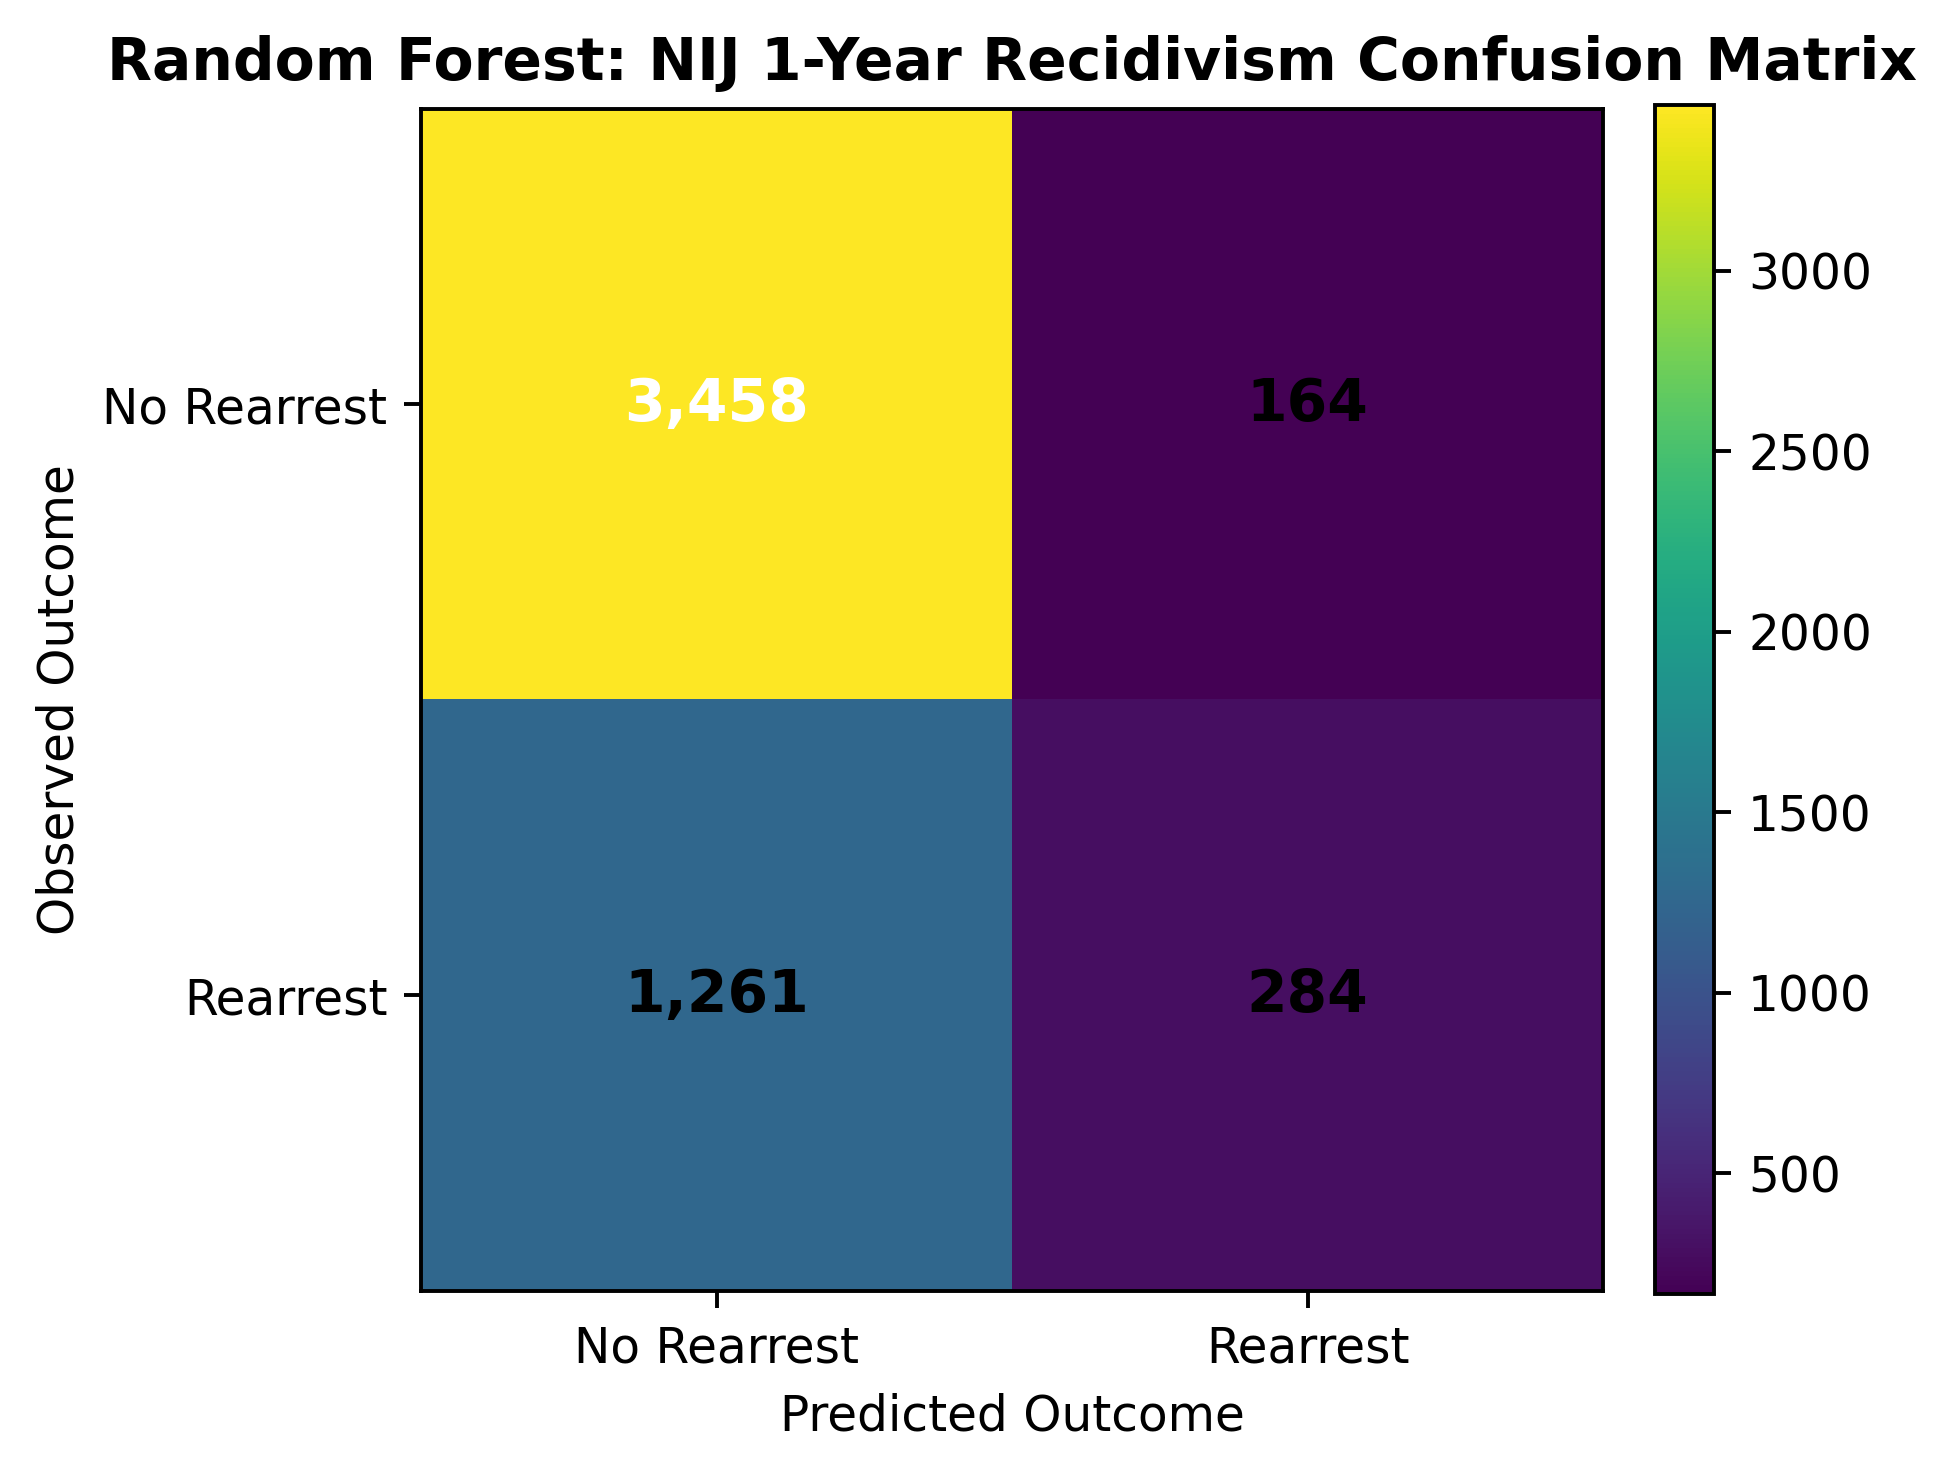 Random Forest: NIJ 1-Year Recidivism Confusion Matrix
Observed Outcome
No Rearrest
Rearrest
3,458
164
1,261
284
No Rearrest
Rearrest
Predicted Outcome
3000
2500
2000
1500
1000
500